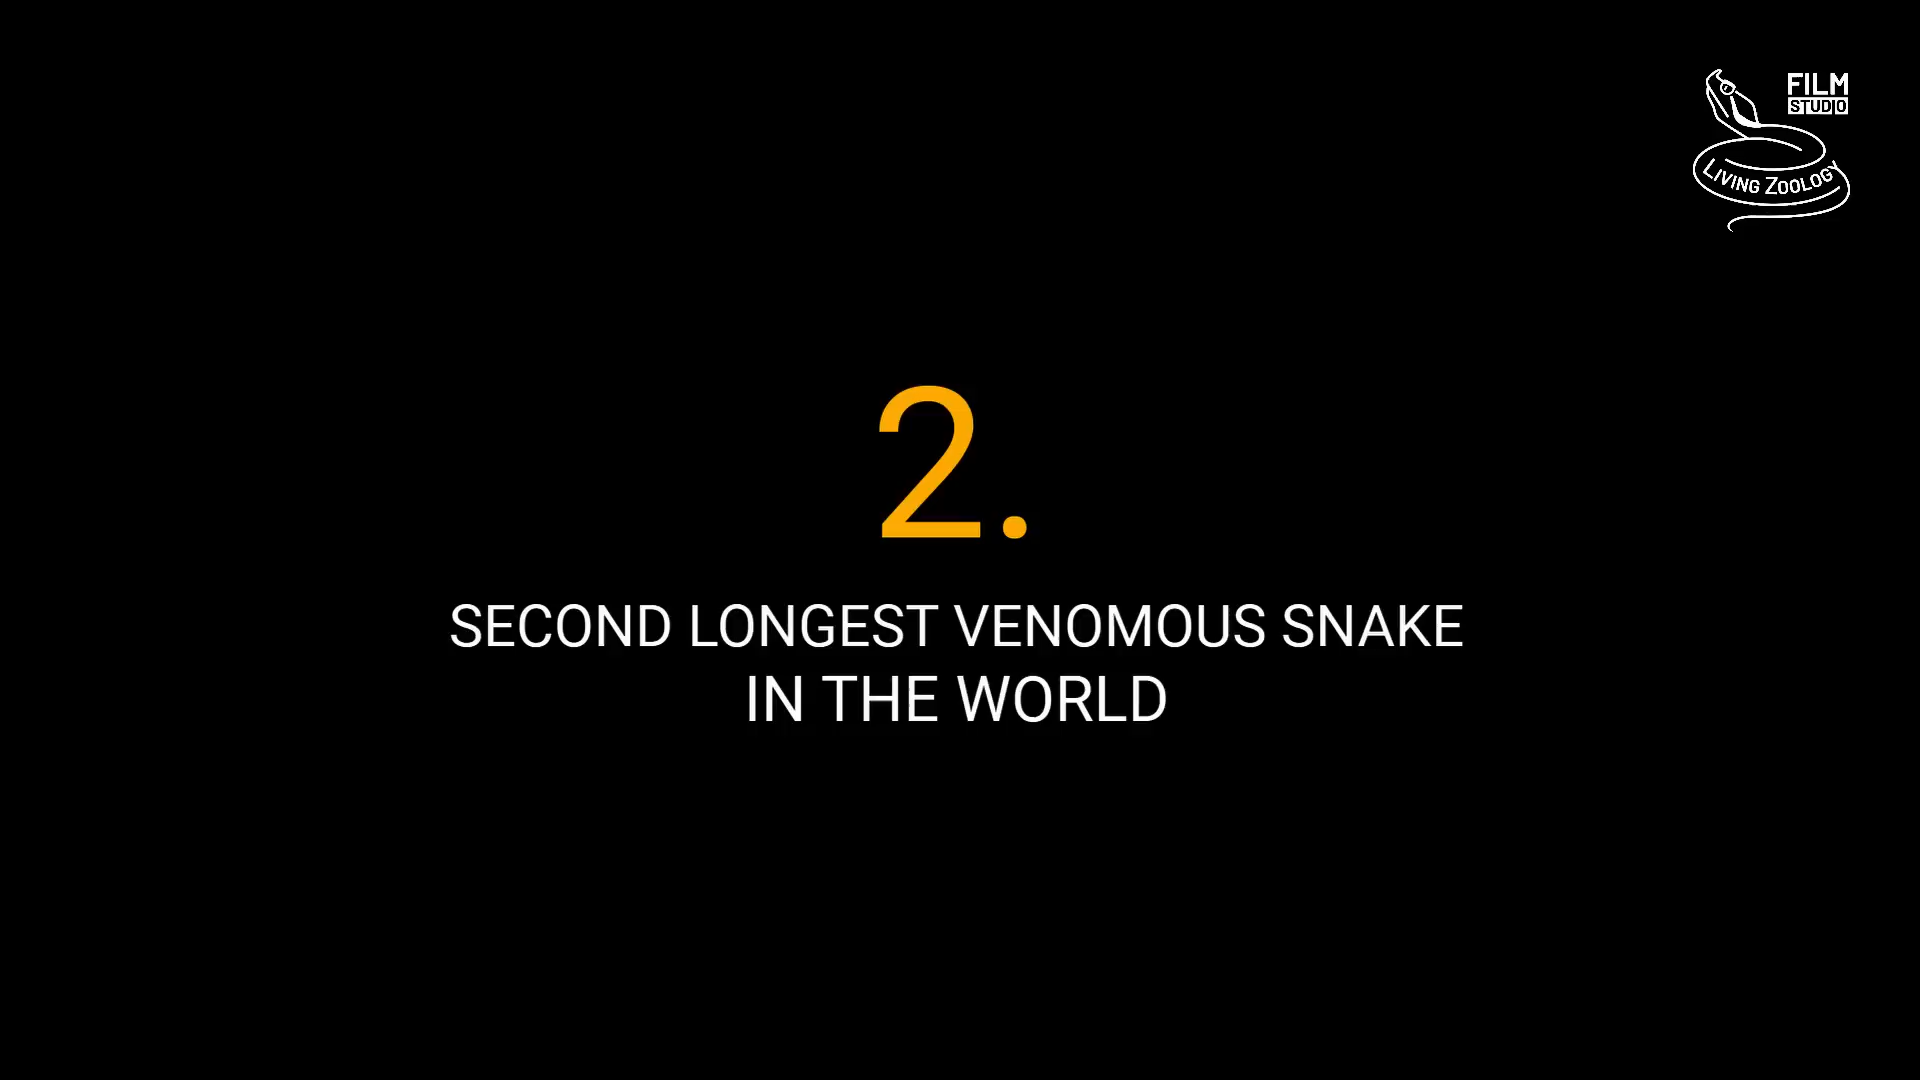 FILM
STUDIO
LIVING ZOOLOGY
2.
SECOND LONGEST VENOMOUS SNAKE
IN THE WORLD